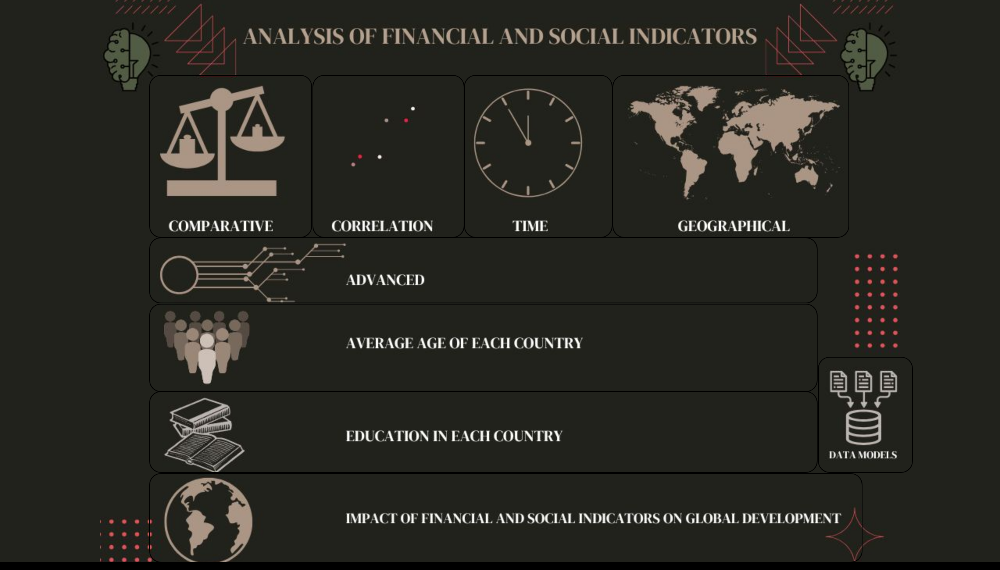 ANALYSIS OF FINANCIAL AND SOCIAL INDICATORS
COMPARATIVE
CORRELATION
TIME
GEOGRAPHICAL
ADVANCED
AVERAGE AGE OF EACH COUNTRY
EDUCATION IN EACH COUNTRY
DATA MODELS
IMPACT OF FINANCIAL AND SOCIAL INDICATORS ON GLOBAL DEVELOPMENT